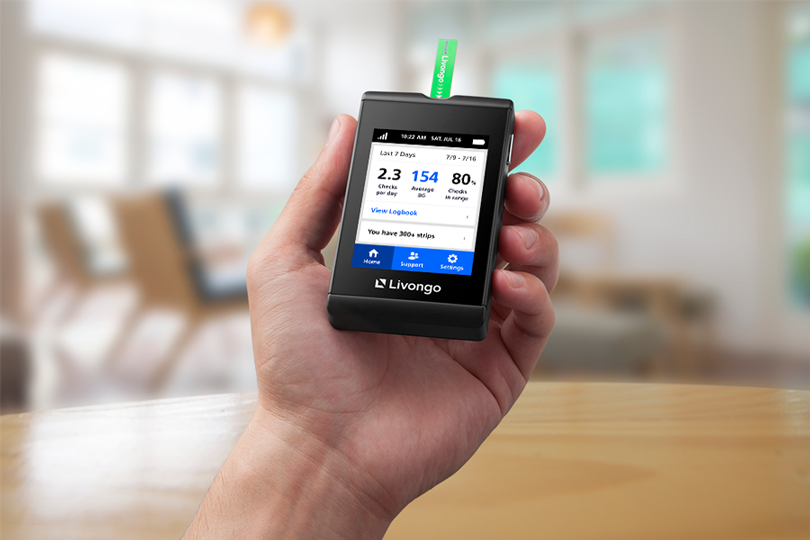 Livongo
10:22 AM SAT, JUL 16
Last 7 Days 7/9 - 7/16
2.3 154 80%
Checks per day Average BG Checks in range
View Logbook ›
You have 300+ strips ›
Home Support Settings
Livongo